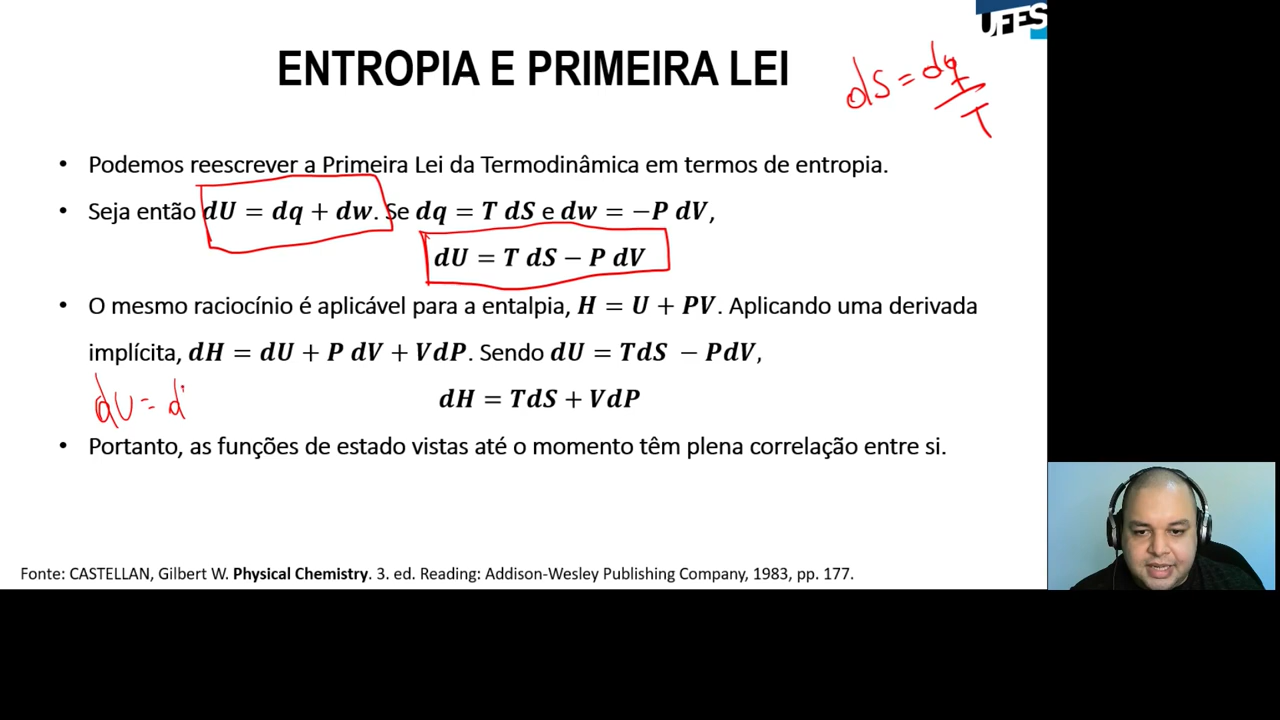 UFES
ENTROPIA E PRIMEIRA LEI
dS = dq / T
• Podemos reescrever a Primeira Lei da Termodinâmica em termos de entropia.
• Seja então dU = dq + dw. Se dq = T dS e dw = −P dV,
dU = T dS − P dV
• O mesmo raciocínio é aplicável para a entalpia, H = U + PV. Aplicando uma derivada
implícita, dH = dU + P dV + VdP. Sendo dU = TdS − PdV,
dH = TdS + VdP
dU = d
• Portanto, as funções de estado vistas até o momento têm plena correlação entre si.
Fonte: CASTELLAN, Gilbert W. Physical Chemistry. 3. ed. Reading: Addison-Wesley Publishing Company, 1983, pp. 177.